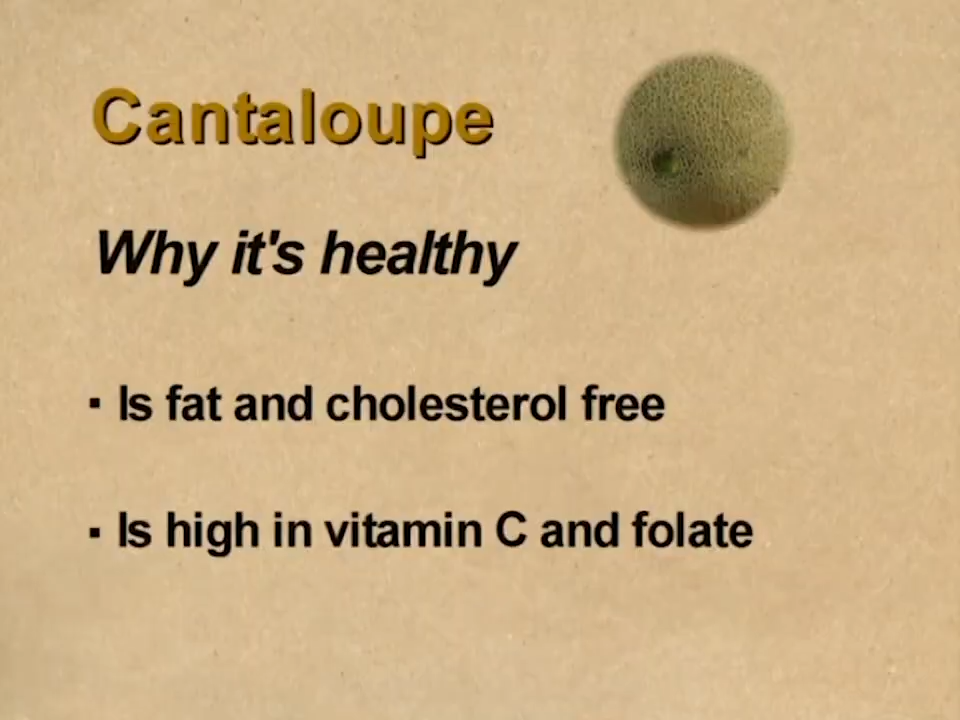 Cantaloupe
Why it's healthy
▪ Is fat and cholesterol free
▪ Is high in vitamin C and folate